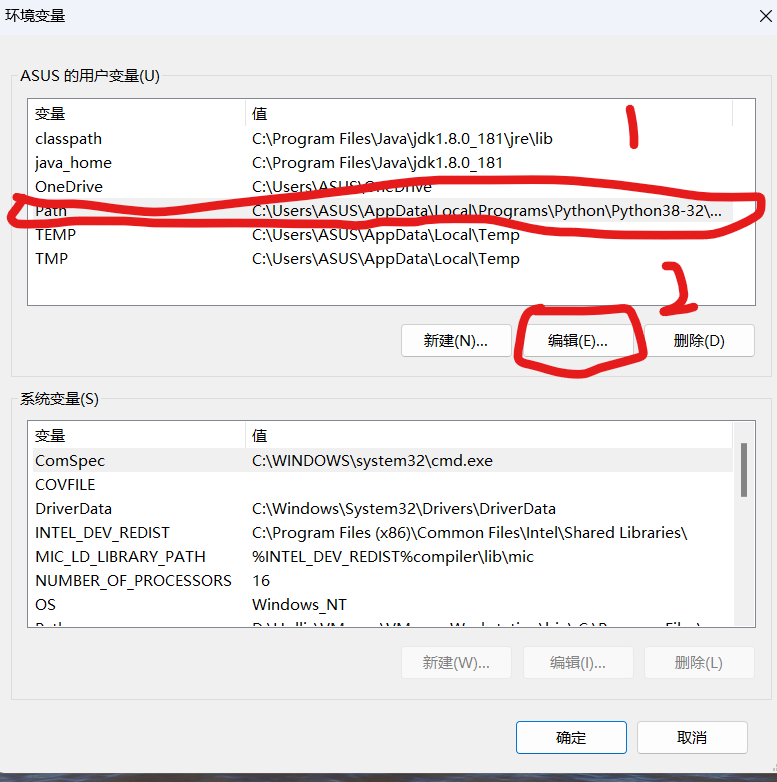 环境变量
ASUS 的用户变量(U)
变量 值
1
classpath C:\Program Files\Java\jdk1.8.0_181\jre\lib
java_home C:\Program Files\Java\jdk1.8.0_181
OneDrive C:\Users\ASUS\OneDrive
Path C:\Users\ASUS\AppData\Local\Programs\Python\Python38-32\...
TEMP C:\Users\ASUS\AppData\Local\Temp
TMP C:\Users\ASUS\AppData\Local\Temp
2
新建(N)... 编辑(E)... 删除(D)
系统变量(S)
变量 值
ComSpec C:\WINDOWS\system32\cmd.exe
COVFILE
DriverData C:\Windows\System32\Drivers\DriverData
INTEL_DEV_REDIST C:\Program Files (x86)\Common Files\Intel\Shared Libraries\
MIC_LD_LIBRARY_PATH %INTEL_DEV_REDIST%compiler\lib\mic
NUMBER_OF_PROCESSORS 16
OS Windows_NT
新建(W)... 编辑(I)... 删除(L)
确定 取消